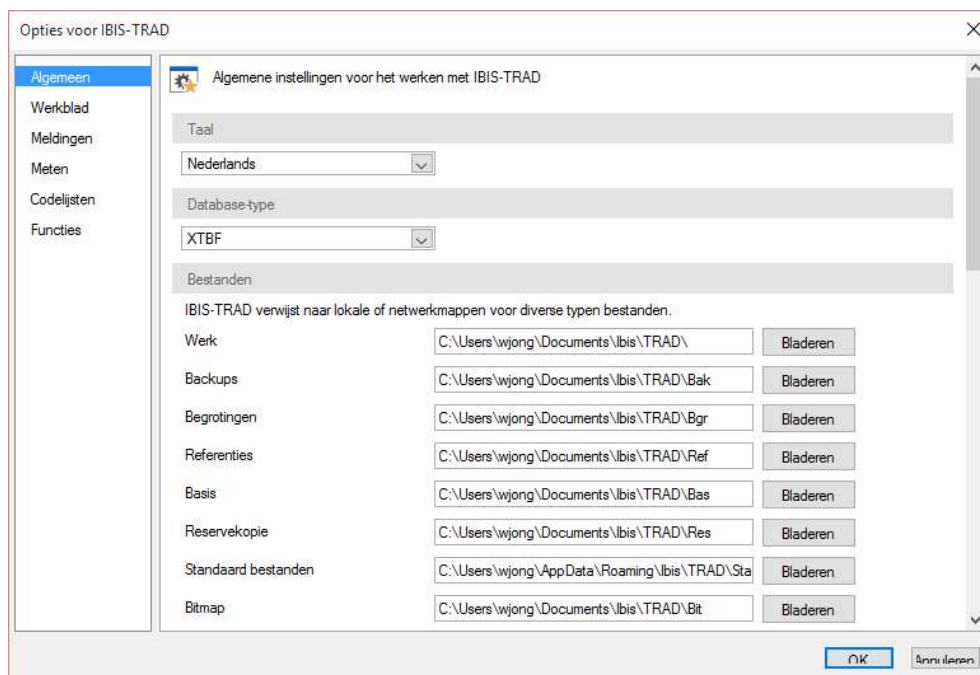 Opties voor IBIS-TRAD
Algemeen
Werkblad
Meldingen
Meten
Codelijsten
Functies
Algemene instellingen voor het werken met IBIS-TRAD
Taal
Nederlands
Database-type
XTBF
Bestanden
IBIS-TRAD verwijst naar lokale of netwerkmappen voor diverse typen bestanden.
Werk C:\Users\wjong\Documents\Ibis\TRAD\ Bladeren
Backups C:\Users\wjong\Documents\Ibis\TRAD\Bak Bladeren
Begrotingen C:\Users\wjong\Documents\Ibis\TRAD\Bgr Bladeren
Referenties C:\Users\wjong\Documents\Ibis\TRAD\Ref Bladeren
Basis C:\Users\wjong\Documents\Ibis\TRAD\Bas Bladeren
Reservekopie C:\Users\wjong\Documents\Ibis\TRAD\Res Bladeren
Standaard bestanden C:\Users\wjong\AppData\Roaming\Ibis\TRAD\Sta Bladeren
Bitmap C:\Users\wjong\Documents\Ibis\TRAD\Bit Bladeren
OK Annuleren